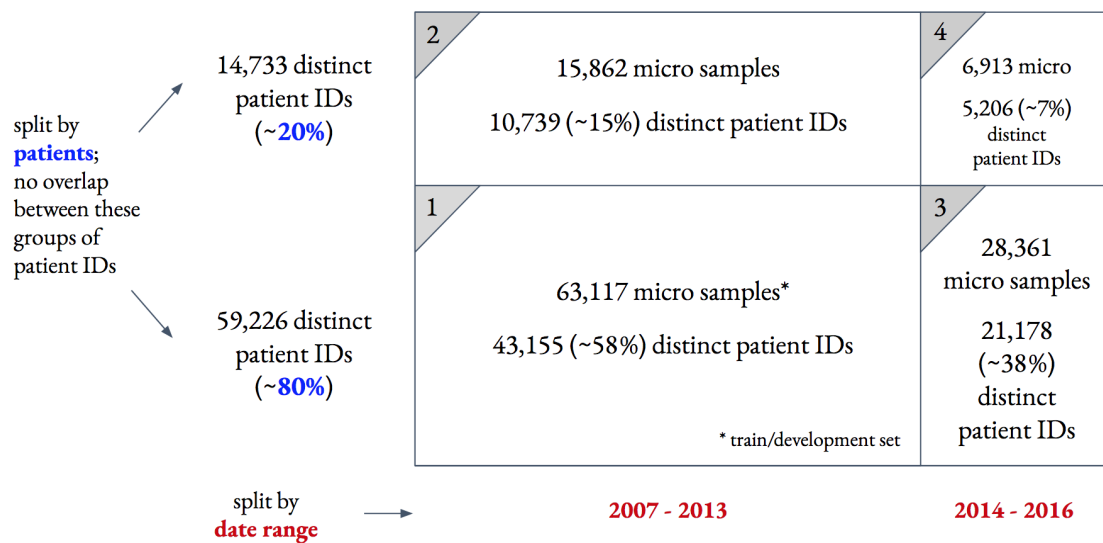 split by
patients;
no overlap
between these
groups of
patient IDs
14,733 distinct
patient IDs
(~20%)
59,226 distinct
patient IDs
(~80%)
2
15,862 micro samples
10,739 (~15%) distinct patient IDs
4
6,913 micro
5,206 (~7%)
distinct
patient IDs
1
63,117 micro samples*
43,155 (~58%) distinct patient IDs
* train/development set
3
28,361
micro samples
21,178
(~38%)
distinct
patient IDs
split by
date range
2007 - 2013
2014 - 2016